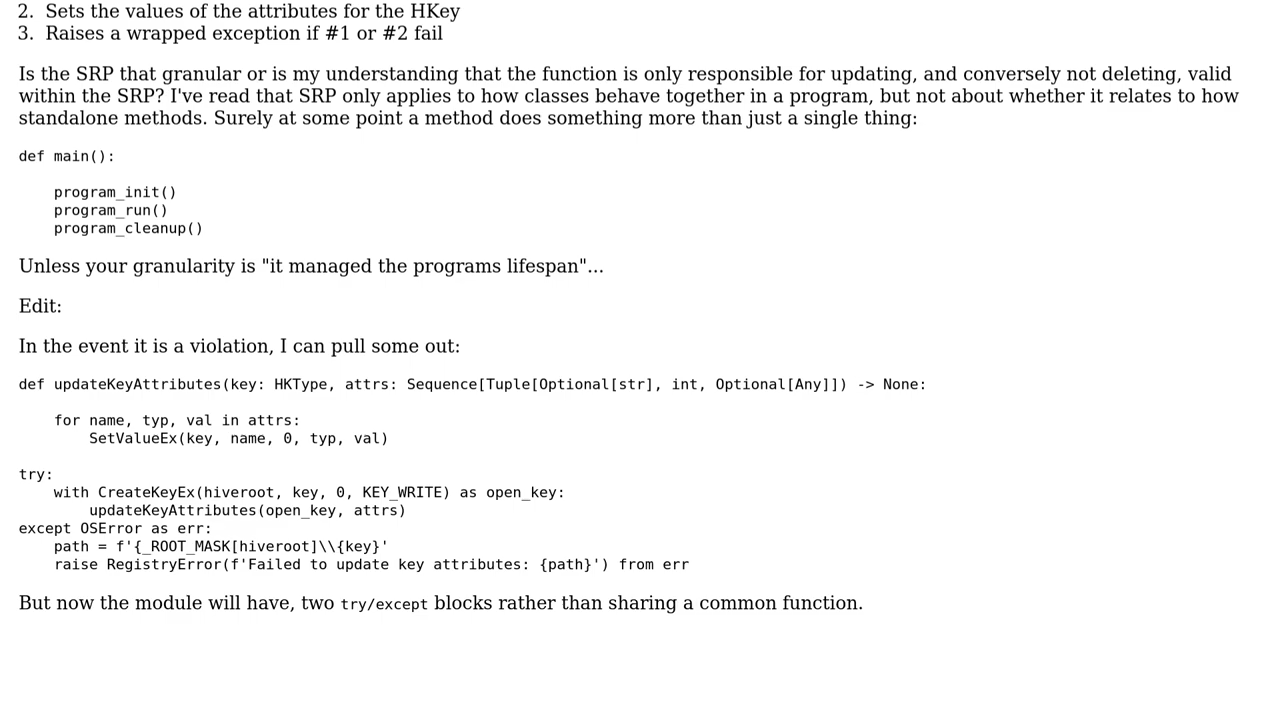 2. Sets the values of the attributes for the HKey
3. Raises a wrapped exception if #1 or #2 fail
Is the SRP that granular or is my understanding that the function is only responsible for updating, and conversely not deleting, valid
within the SRP? I've read that SRP only applies to how classes behave together in a program, but not about whether it relates to how
standalone methods. Surely at some point a method does something more than just a single thing:
def main():
    program_init()
    program_run()
    program_cleanup()
Unless your granularity is "it managed the programs lifespan"...
Edit:
In the event it is a violation, I can pull some out:
def updateKeyAttributes(key: HKType, attrs: Sequence[Tuple[Optional[str], int, Optional[Any]]) -> None:
    for name, typ, val in attrs:
        SetValueEx(key, name, 0, typ, val)
try:
    with CreateKeyEx(hiveroot, key, 0, KEY_WRITE) as open_key:
        updateKeyAttributes(open_key, attrs)
except OSError as err:
    path = f'{_ROOT_MASK[hiveroot]\\{key}'
    raise RegistryError(f'Failed to update key attributes: {path}') from err
But now the module will have, two try/except blocks rather than sharing a common function.